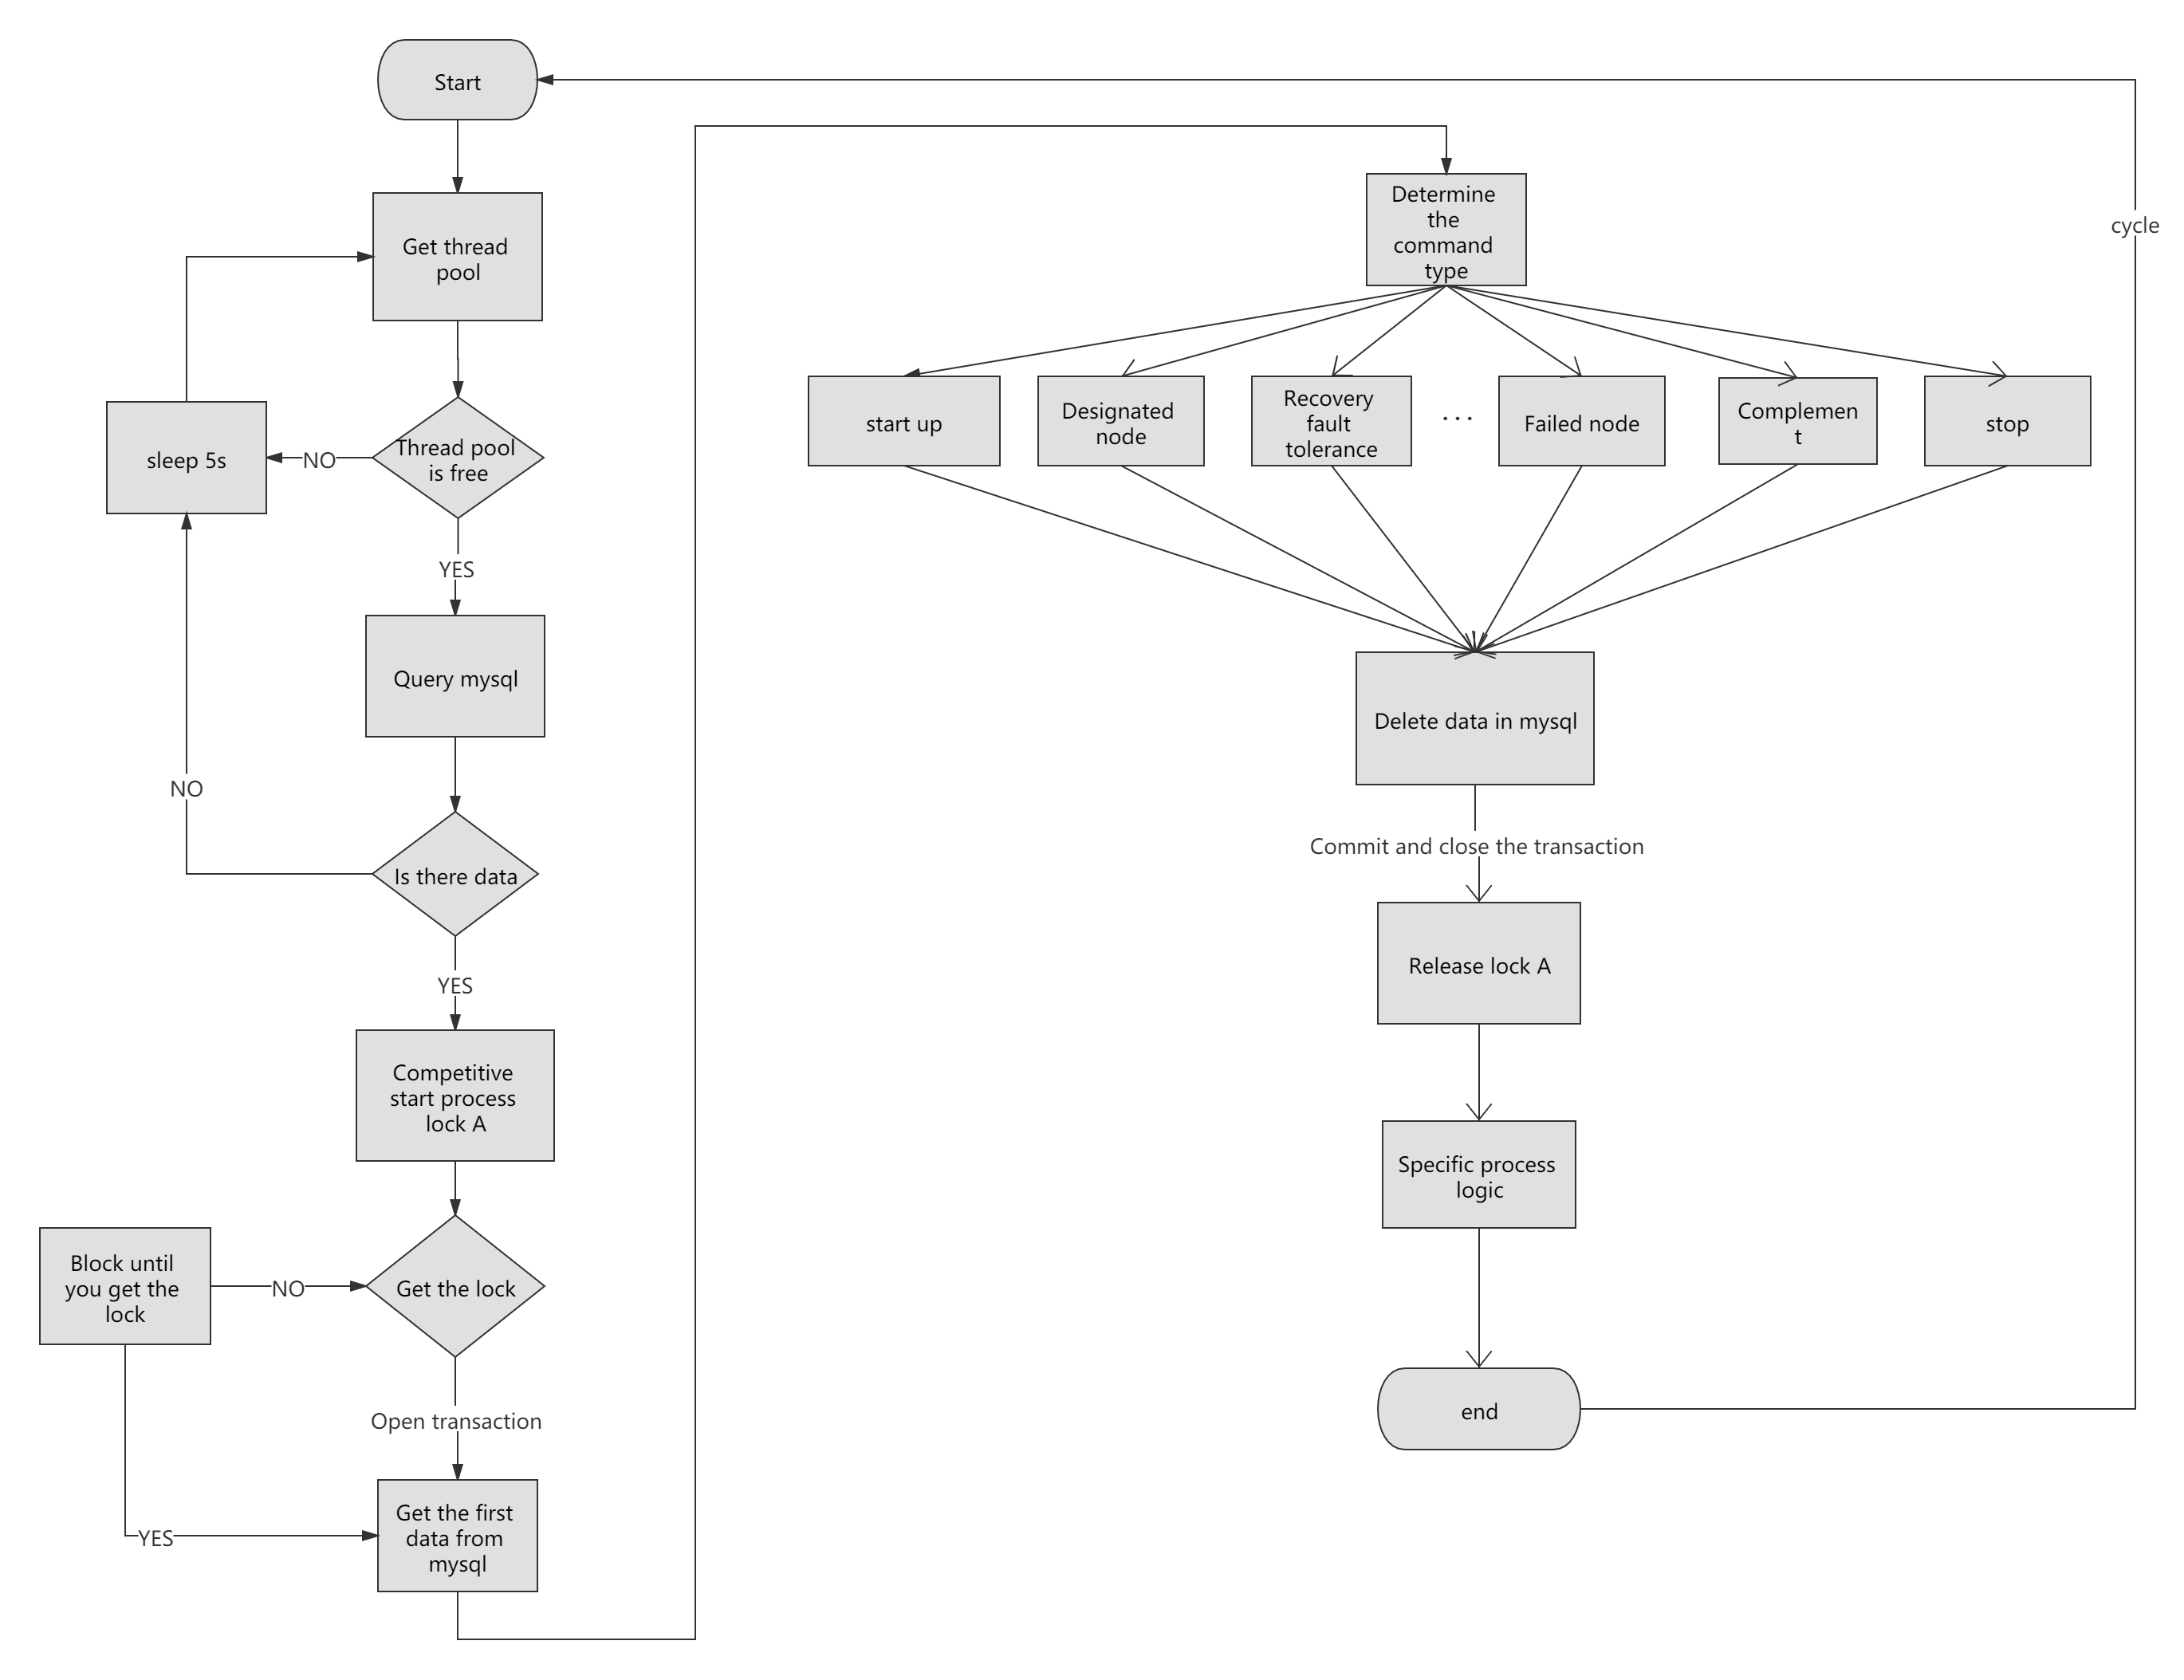 Start
Get thread
pool
Thread pool
is free
NO
sleep 5s
YES
Query mysql
NO
Is there data
YES
Competitive
start process
lock A
Block until
you get the
lock
NO
Get the lock
Open transaction
YES
Get the first
data from
mysql
cycle
Determine
the
command
type
start up
Designated
node
Recovery
fault
tolerance
...
Failed node
Complemen
t
stop
Delete data in mysql
Commit and close the transaction
Release lock A
Specific process
logic
end